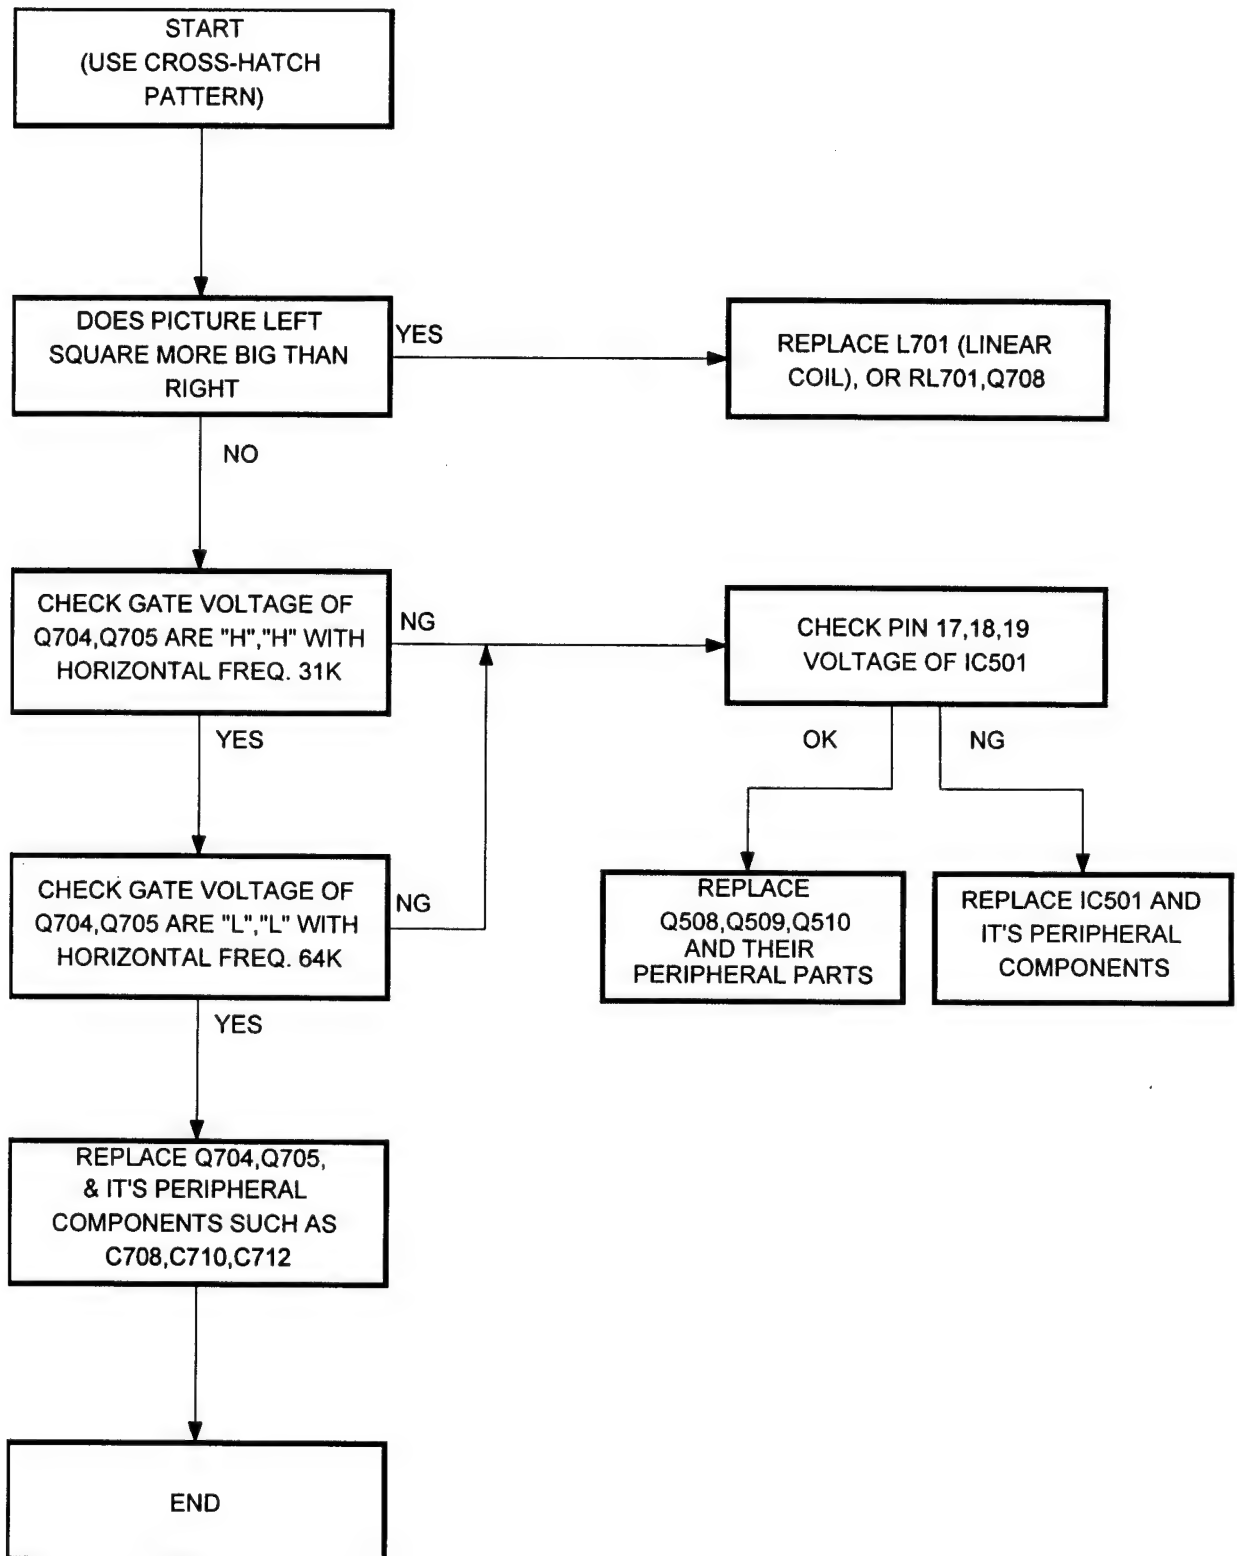 START
(USE CROSS-HATCH
PATTERN)
DOES PICTURE LEFT
SQUARE MORE BIG THAN
RIGHT
YES
REPLACE L701 (LINEAR
COIL), OR RL701,Q708
NO
CHECK GATE VOLTAGE OF
Q704,Q705 ARE "H","H" WITH
HORIZONTAL FREQ. 31K
NG
CHECK PIN 17,18,19
VOLTAGE OF IC501
YES
OK
NG
CHECK GATE VOLTAGE OF
Q704,Q705 ARE "L","L" WITH
HORIZONTAL FREQ. 64K
NG
REPLACE
Q508,Q509,Q510
AND THEIR
PERIPHERAL PARTS
REPLACE IC501 AND
IT'S PERIPHERAL
COMPONENTS
YES
REPLACE Q704,Q705,
& IT'S PERIPHERAL
COMPONENTS SUCH AS
C708,C710,C712
END